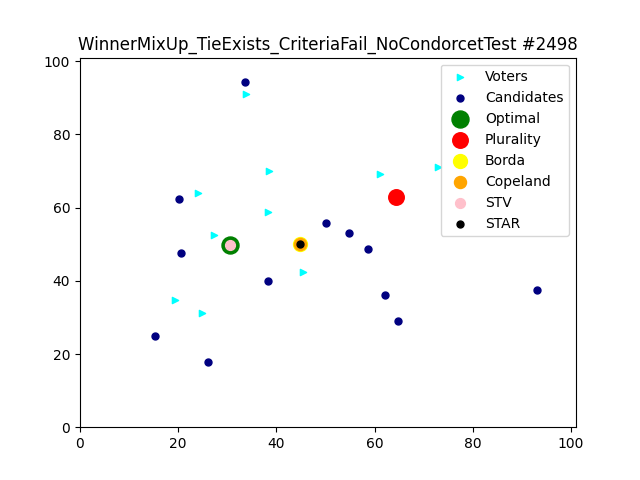 WinnerMixUp_TieExists_CriteriaFail_NoCondorcetTest #2498
100
80
60
40
20
0
0 20 40 60 80 100
Voters
Candidates
Optimal
Plurality
Borda
Copeland
STV
STAR